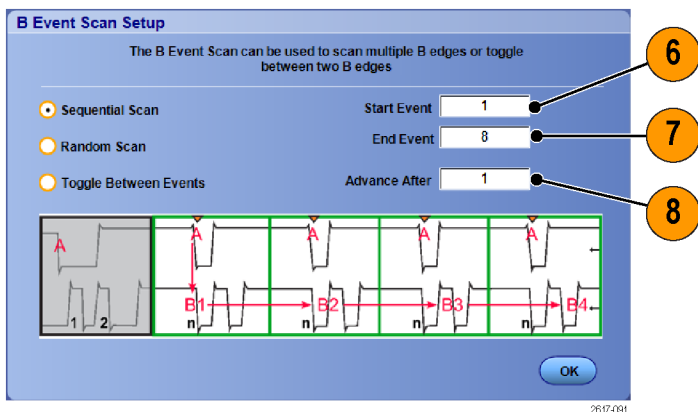 B Event Scan Setup
The B Event Scan can be used to scan multiple B edges or toggle
between two B edges
Sequential Scan
Start Event 1
6
Random Scan
End Event 8
7
Toggle Between Events
Advance After 1
8
A A A A A
1 2 B1 B2 B3 B4
n n n n
OK
2617-091